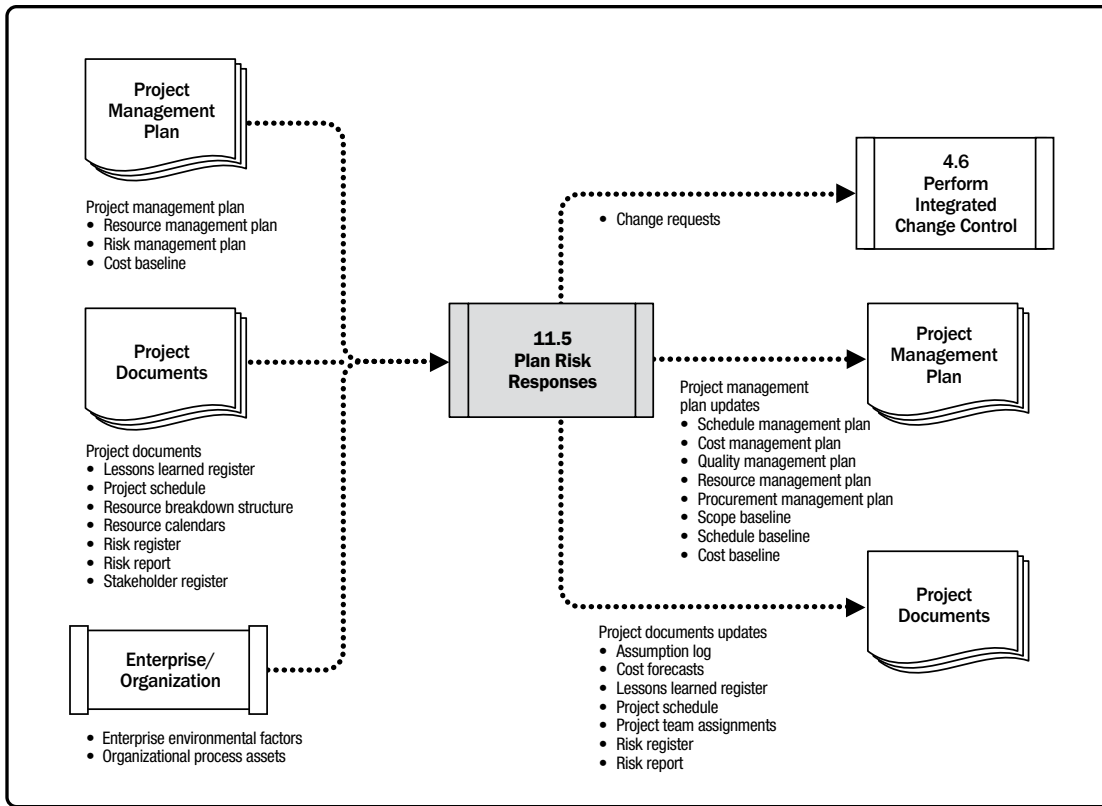 Project
Management
Plan
Project management plan
• Resource management plan
• Risk management plan
• Cost baseline
Project
Documents
Project documents
• Lessons learned register
• Project schedule
• Resource breakdown structure
• Resource calendars
• Risk register
• Risk report
• Stakeholder register
Enterprise/
Organization
• Enterprise environmental factors
• Organizational process assets
11.5
Plan Risk
Responses
• Change requests
4.6
Perform
Integrated
Change Control
Project management
plan updates
• Schedule management plan
• Cost management plan
• Quality management plan
• Resource management plan
• Procurement management plan
• Scope baseline
• Schedule baseline
• Cost baseline
Project
Management
Plan
Project documents updates
• Assumption log
• Cost forecasts
• Lessons learned register
• Project schedule
• Project team assignments
• Risk register
• Risk report
Project
Documents